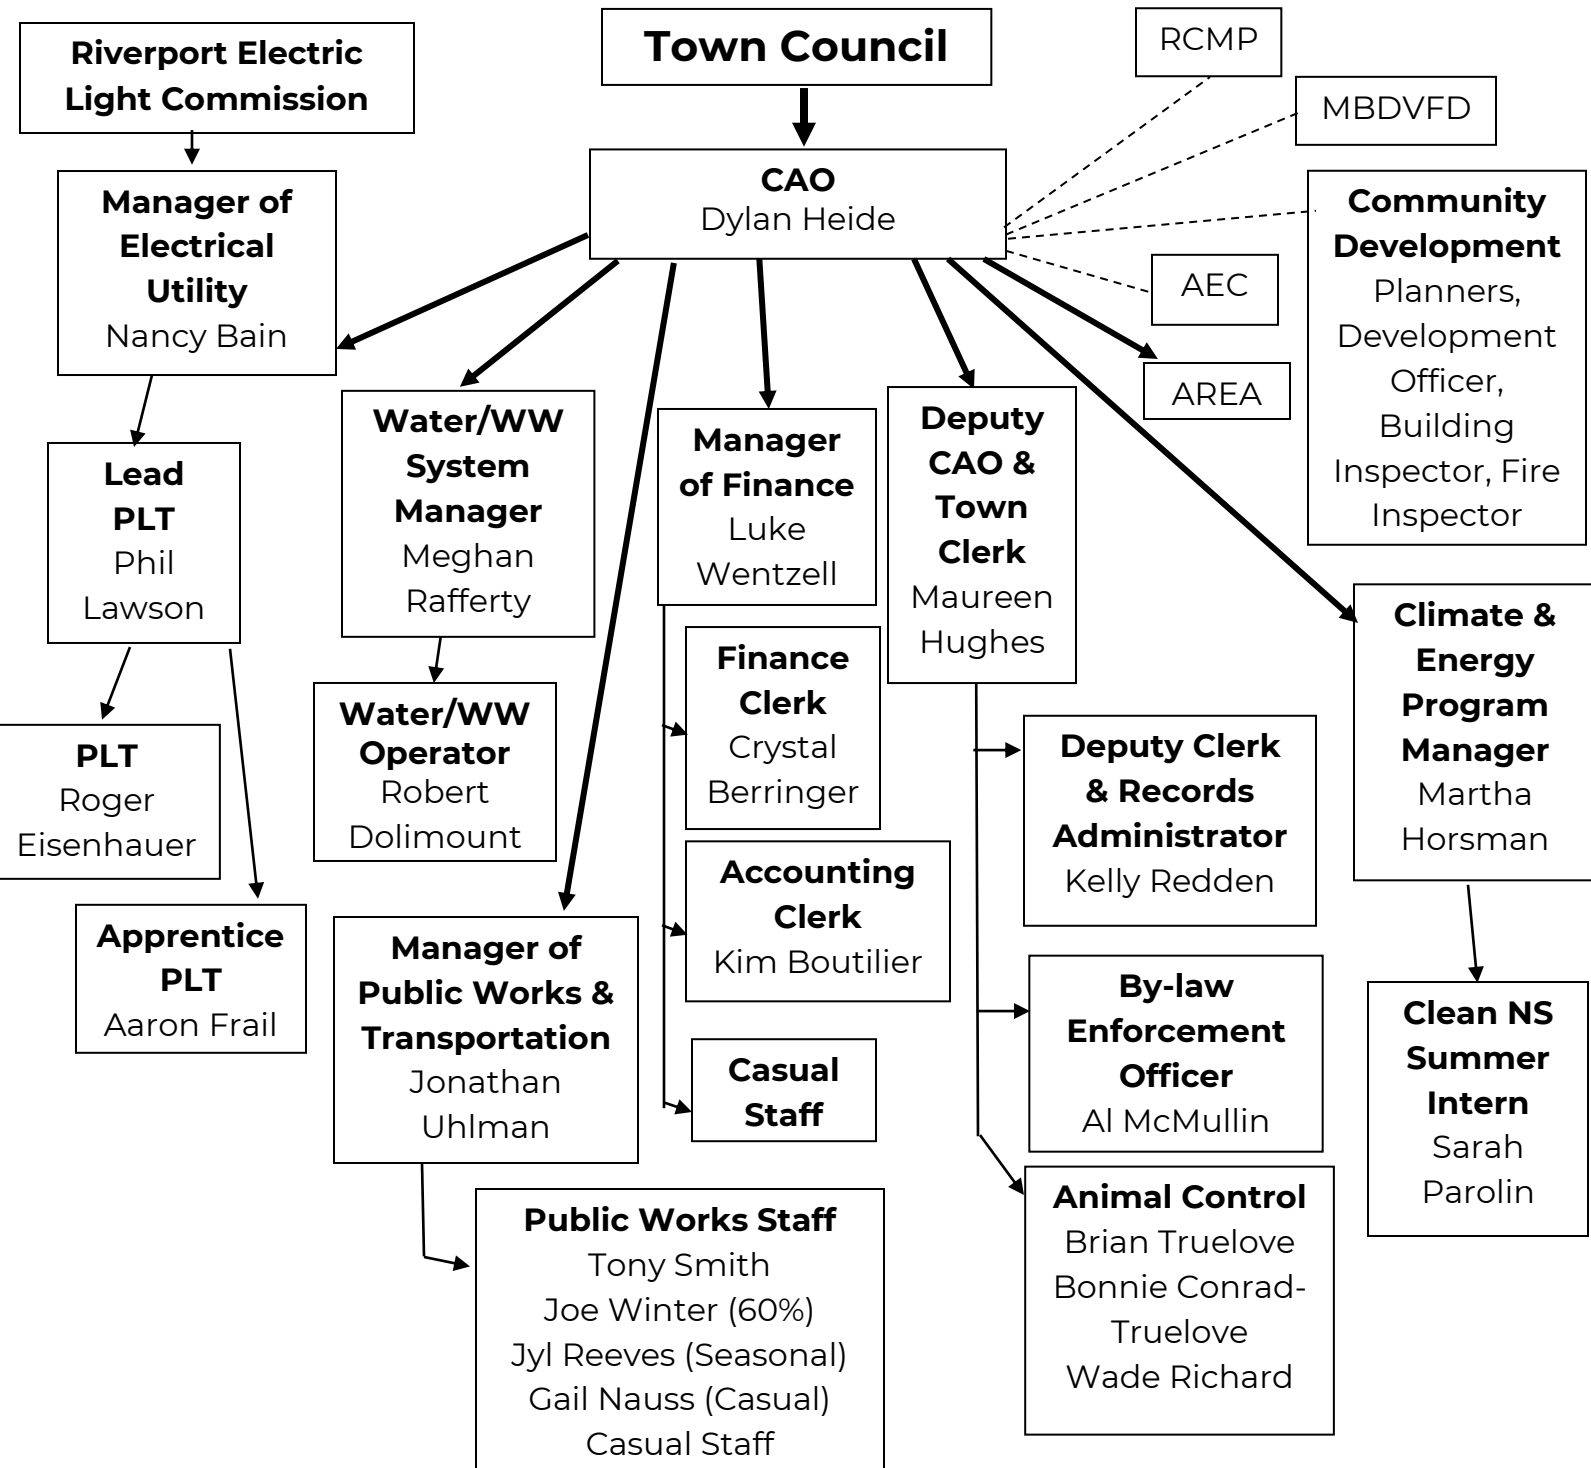 Riverport Electric
Light Commission
Town Council
RCMP
MBDVFD
CAO
Dylan Heide
Manager of
Electrical
Utility
Nancy Bain
Community
Development
Planners,
Development
Officer,
Building
Inspector, Fire
Inspector
AEC
AREA
Lead
PLT
Phil
Lawson
Water/WW
System
Manager
Meghan
Rafferty
Manager
of Finance
Luke
Wentzell
Deputy
CAO &
Town
Clerk
Maureen
Hughes
Climate &
Energy
Program
Manager
Martha
Horsman
PLT
Roger
Eisenhauer
Water/WW
Operator
Robert
Dolimount
Finance
Clerk
Crystal
Berringer
Deputy Clerk
& Records
Administrator
Kelly Redden
Apprentice
PLT
Aaron Frail
Manager of
Public Works &
Transportation
Jonathan
Uhlman
Accounting
Clerk
Kim Boutilier
By-law
Enforcement
Officer
Al McMullin
Clean NS
Summer
Intern
Sarah
Parolin
Casual
Staff
Public Works Staff
Tony Smith
Joe Winter (60%)
Jyl Reeves (Seasonal)
Gail Nauss (Casual)
Casual Staff
Animal Control
Brian Truelove
Bonnie Conrad-
Truelove
Wade Richard